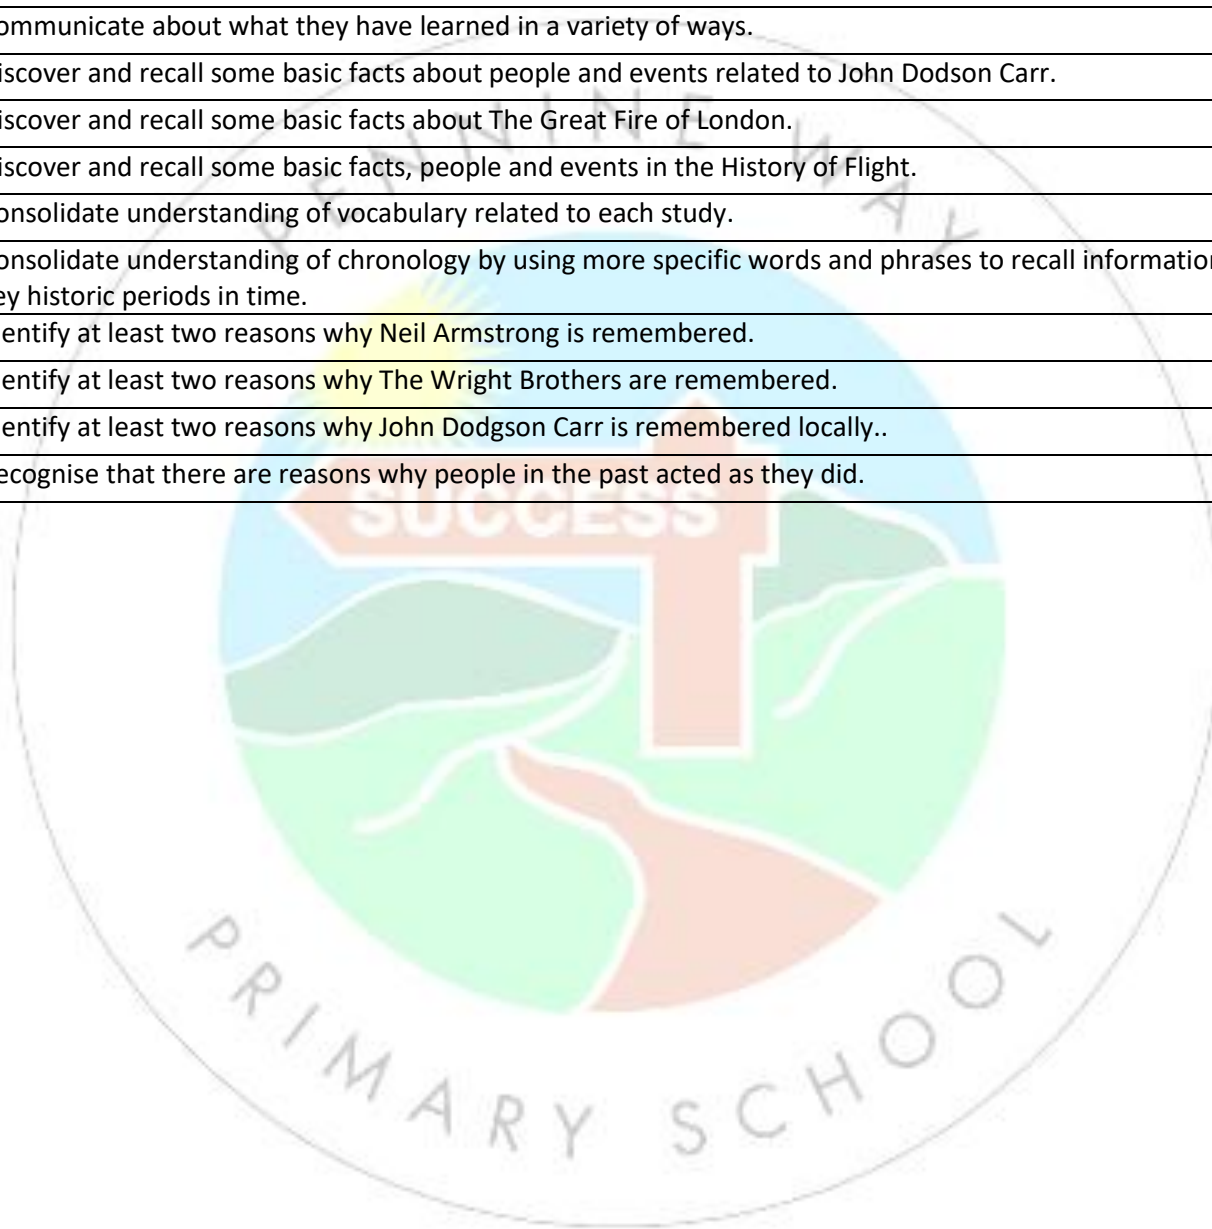 ommunicate about what they have learned in a variety of ways.
iscover and recall some basic facts about people and events related to John Dodson Carr.
iscover and recall some basic facts about The Great Fire of London.
iscover and recall some basic facts, people and events in the History of Flight.
onsolidate understanding of vocabulary related to each study.
onsolidate understanding of chronology by using more specific words and phrases to recall information
ey historic periods in time.
entify at least two reasons why Neil Armstrong is remembered.
entify at least two reasons why The Wright Brothers are remembered.
entify at least two reasons why John Dodgson Carr is remembered locally..
ecognise that there are reasons why people in the past acted as they did.
PENNINE WAY
SUCCESS
PRIMARY SCHOOL